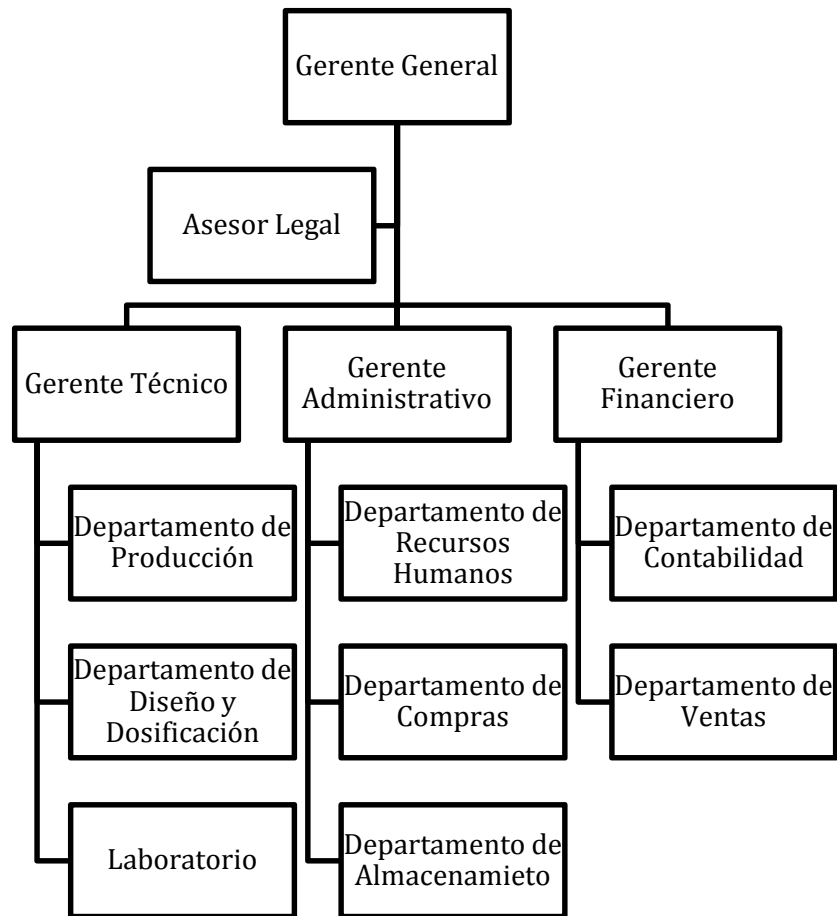 Gerente General
Asesor Legal
Gerente Técnico
Gerente
Administrativo
Gerente
Financiero
Departamento de
Producción
Departamento de
Recursos
Humanos
Departamento de
Contabilidad
Departamento de
Diseño y
Dosificación
Departamento de
Compras
Departamento de
Ventas
Laboratorio
Departamento de
Almacenamieto